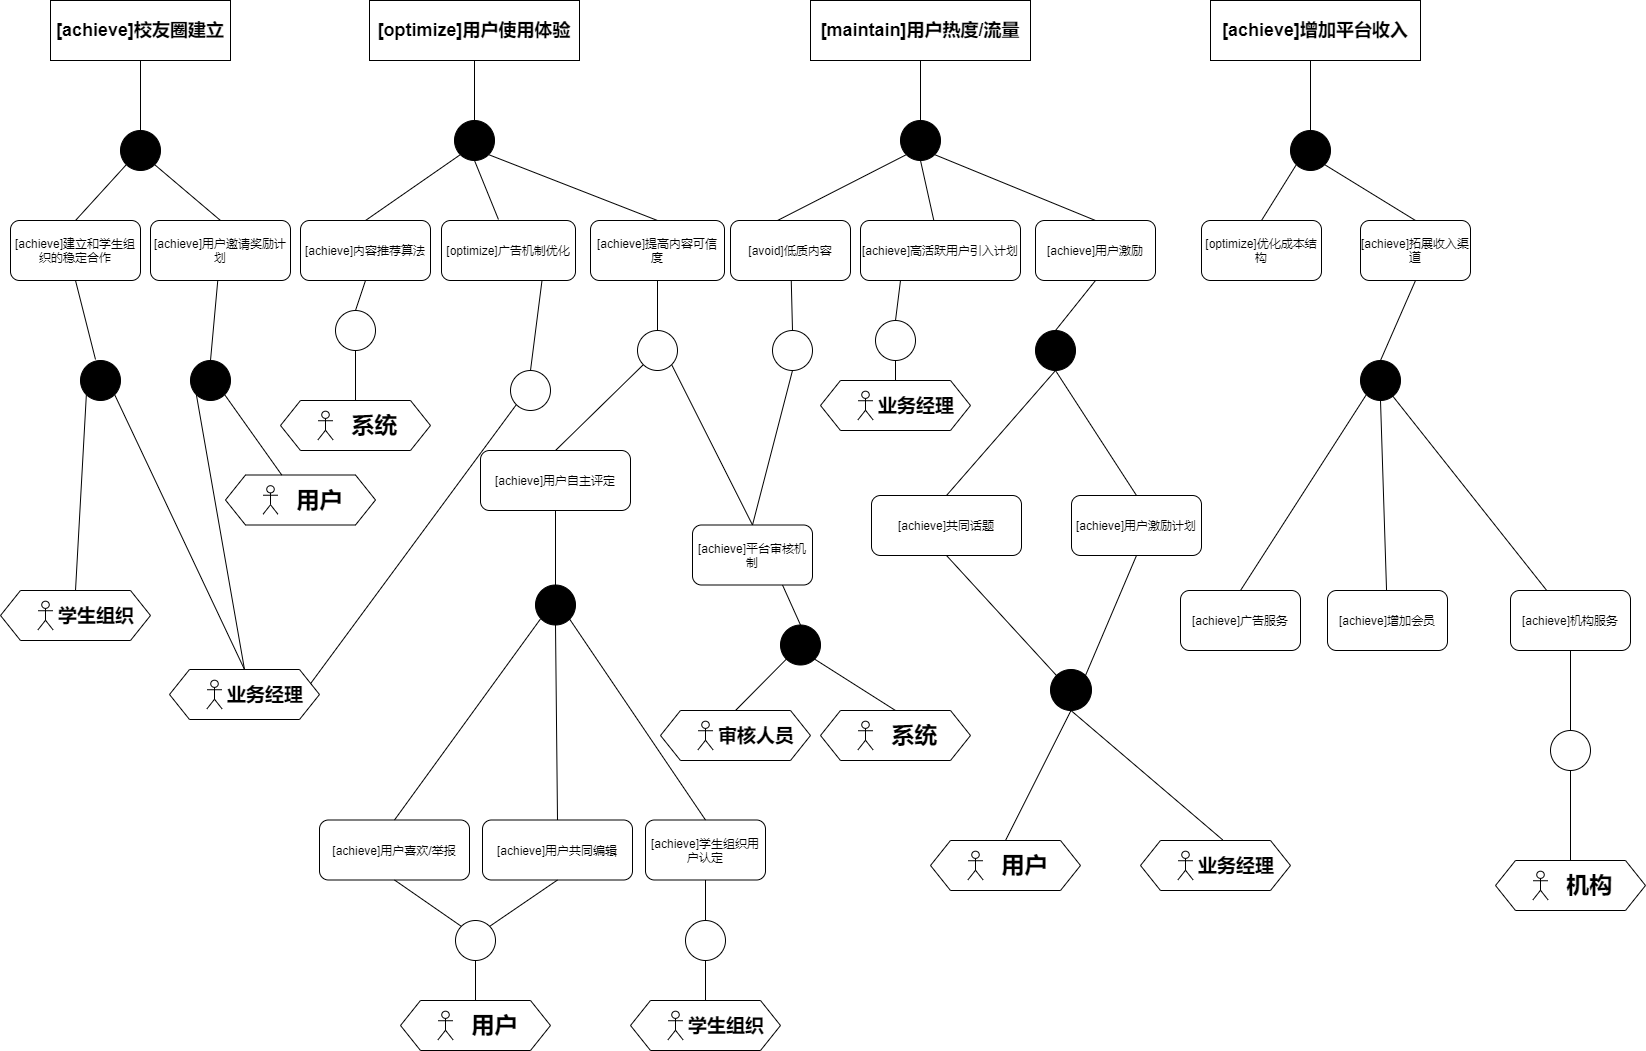 [achieve]校友圈建立
[optimize]用户使用体验
[maintain]用户热度/流量
[achieve]增加平台收入
[achieve]建立和学生组
织的稳定合作
[achieve]用户邀请奖励计
划
[achieve]内容推荐算法
[optimize]广告机制优化
[achieve]提高内容可信
度
[avoid]低质内容
[achieve]高活跃用户引入计划
[achieve]用户激励
[optimize]优化成本结
构
[achieve]拓展收入渠
道
系统
业务经理
用户
[achieve]用户自主评定
[achieve]平台审核机
制
[achieve]共同话题
[achieve]用户激励计划
学生组织
[achieve]广告服务
[achieve]增加会员
[achieve]机构服务
业务经理
审核人员
系统
[achieve]用户喜欢/举报
[achieve]用户共同编辑
[achieve]学生组织用
户认定
用户
业务经理
机构
用户
学生组织